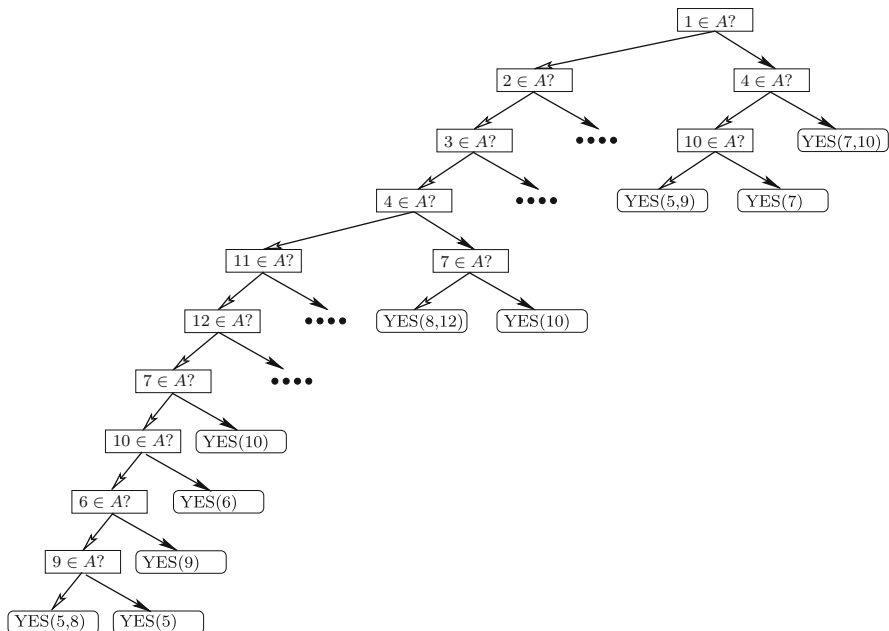 1 ∈ A?
2 ∈ A?
4 ∈ A?
3 ∈ A?
10 ∈ A?
YES(7,10)
4 ∈ A?
YES(5,9)
YES(7)
11 ∈ A?
7 ∈ A?
12 ∈ A?
YES(8,12)
YES(10)
7 ∈ A?
10 ∈ A?
YES(10)
6 ∈ A?
YES(6)
9 ∈ A?
YES(9)
YES(5,8)
YES(5)